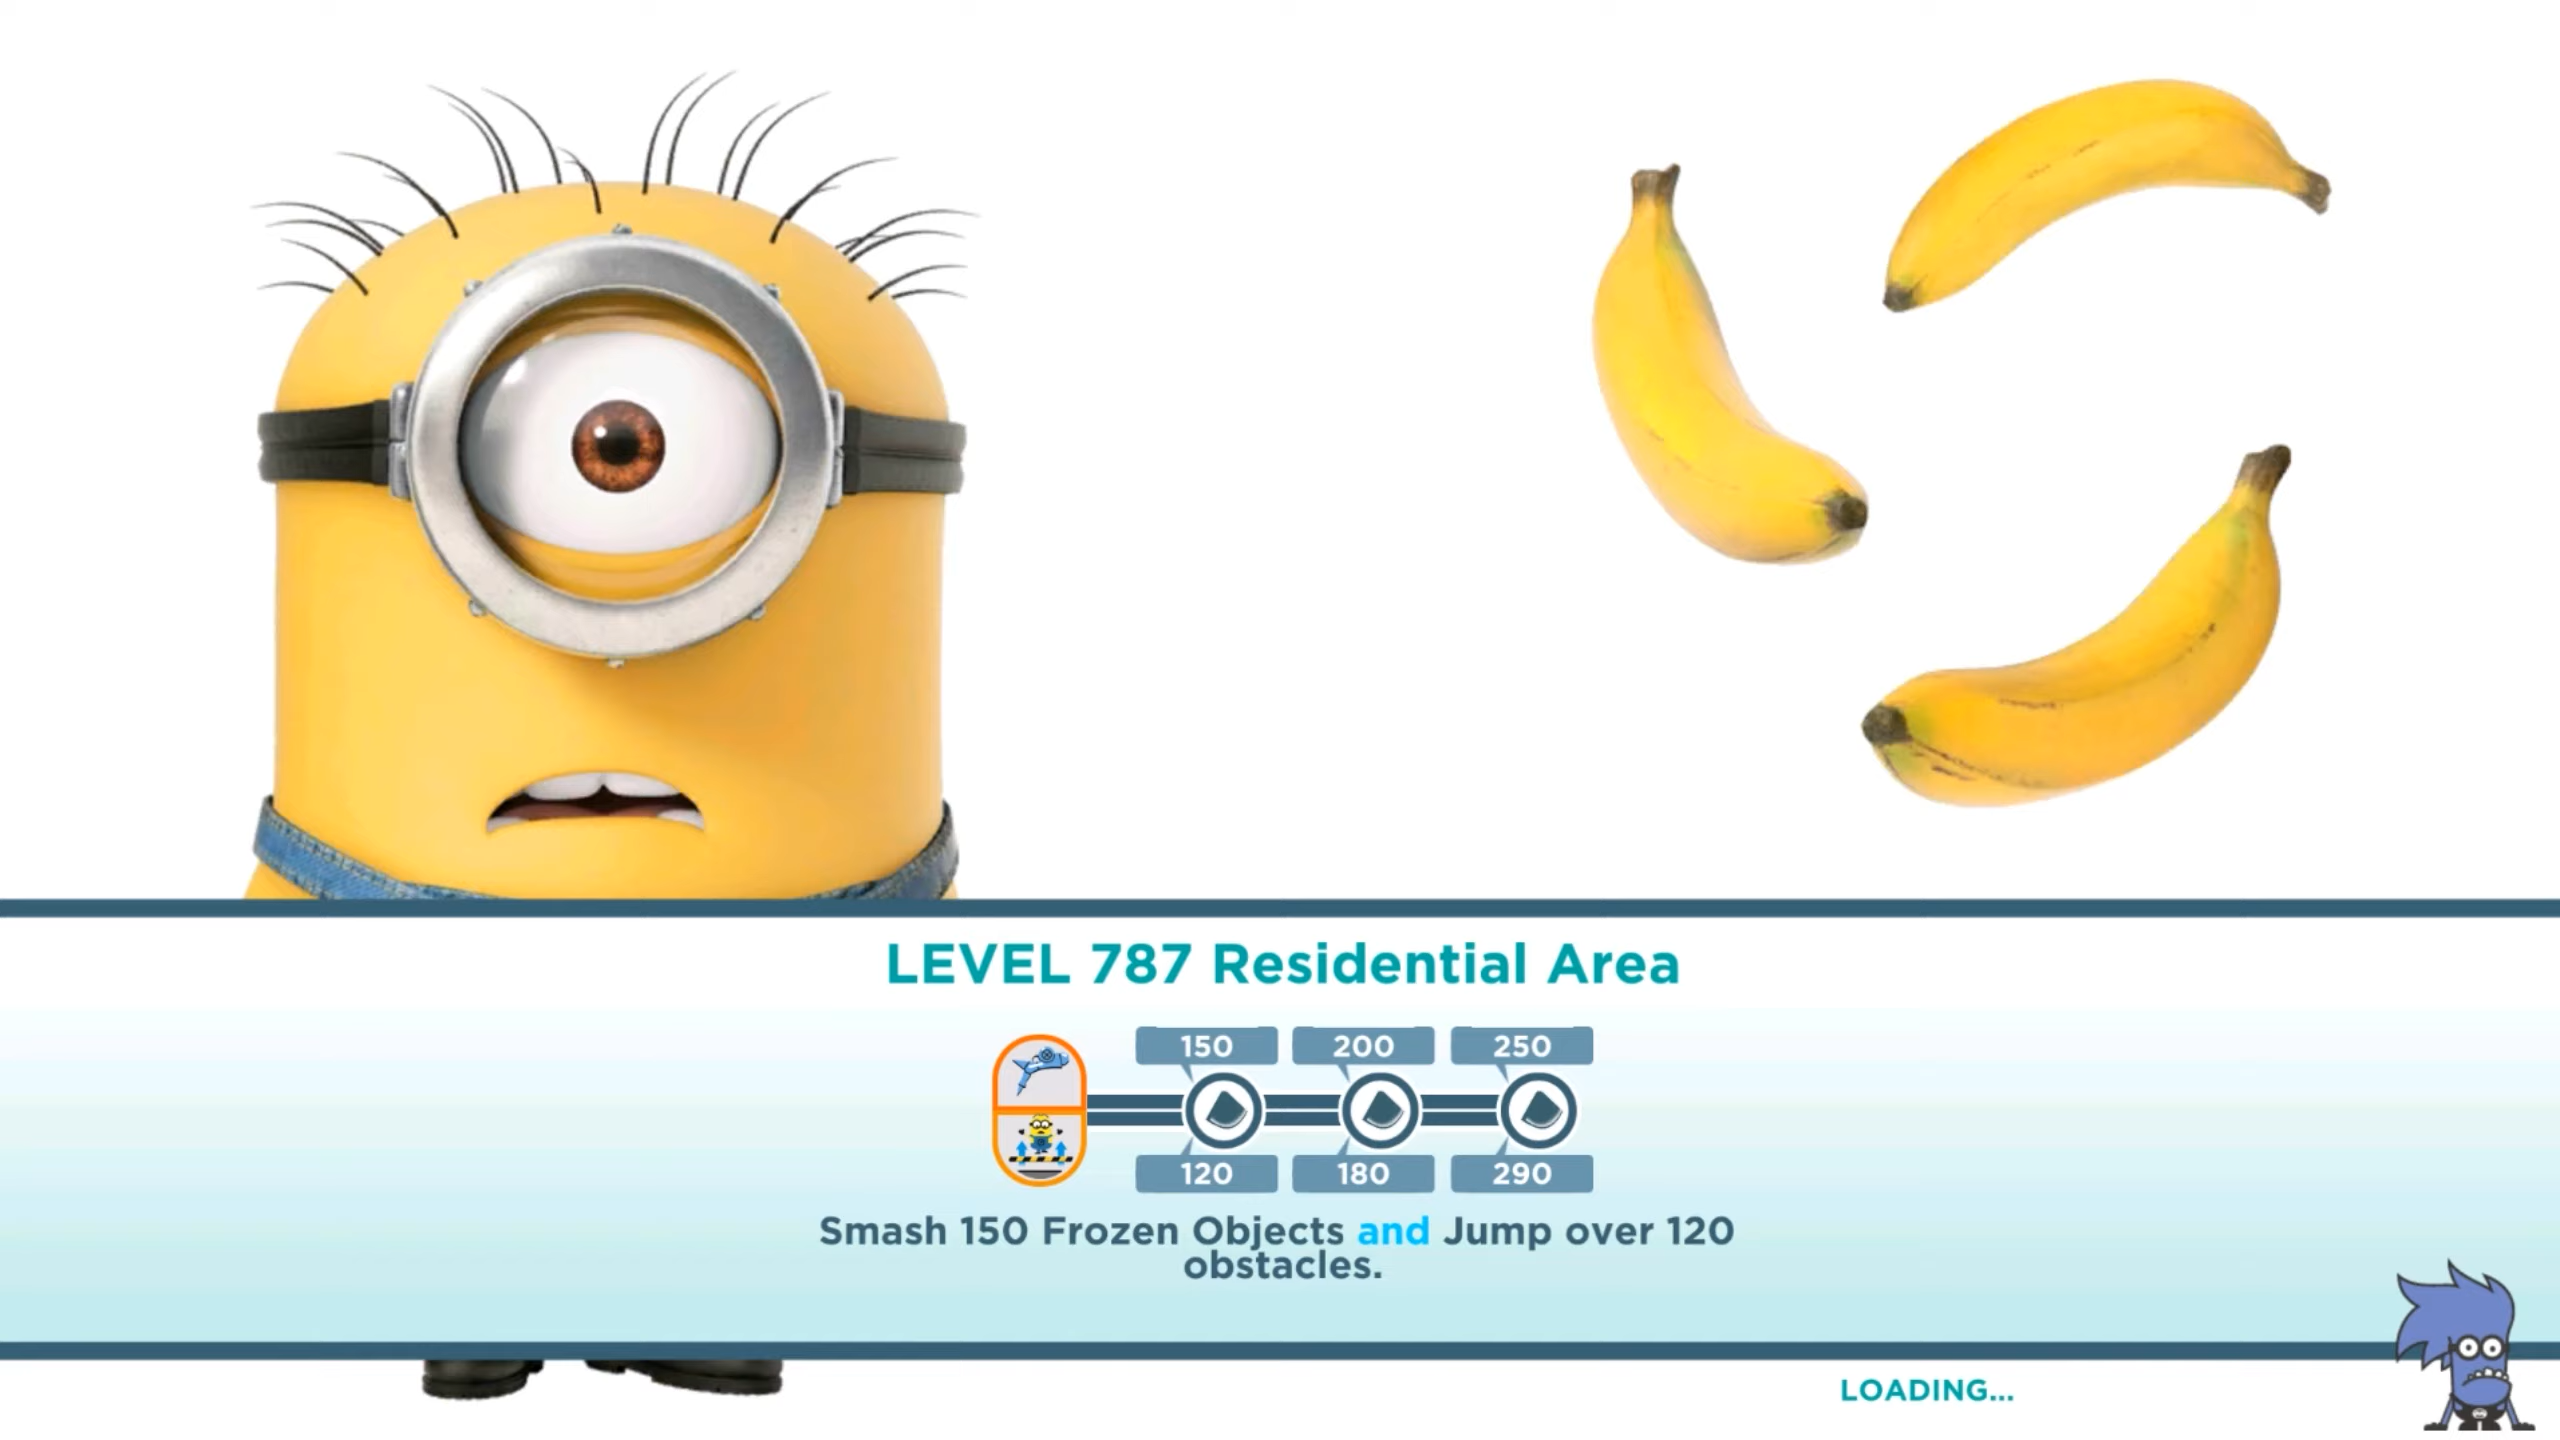 LEVEL 787 Residential Area
150 200 250
120 180 290
Smash 150 Frozen Objects and Jump over 120
obstacles.
LOADING...